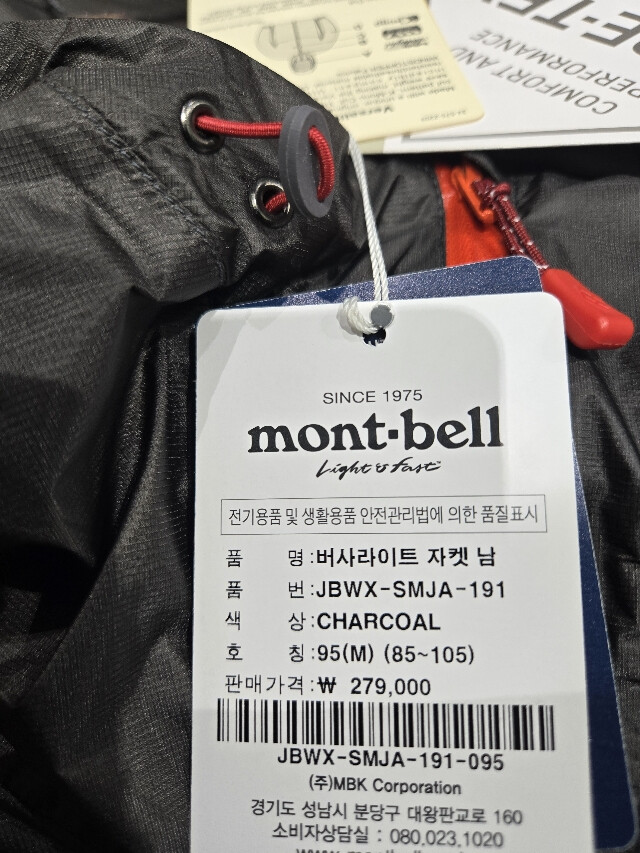 COMFORT AND
PERFORMANCE
SINCE 1975
mont-bell
Light & Fast
전기용품 및 생활용품 안전관리법에 의한 품질표시
품 명 : 버사라이트 자켓 남
품 번 : JBWX-SMJA-191
색 상 : CHARCOAL
호 칭 : 95(M) (85~105)
판매가격 : ₩ 279,000
JBWX-SMJA-191-095
(주)MBK Corporation
경기도 성남시 분당구 대왕판교로 160
소비자상담실 : 080.023.1020